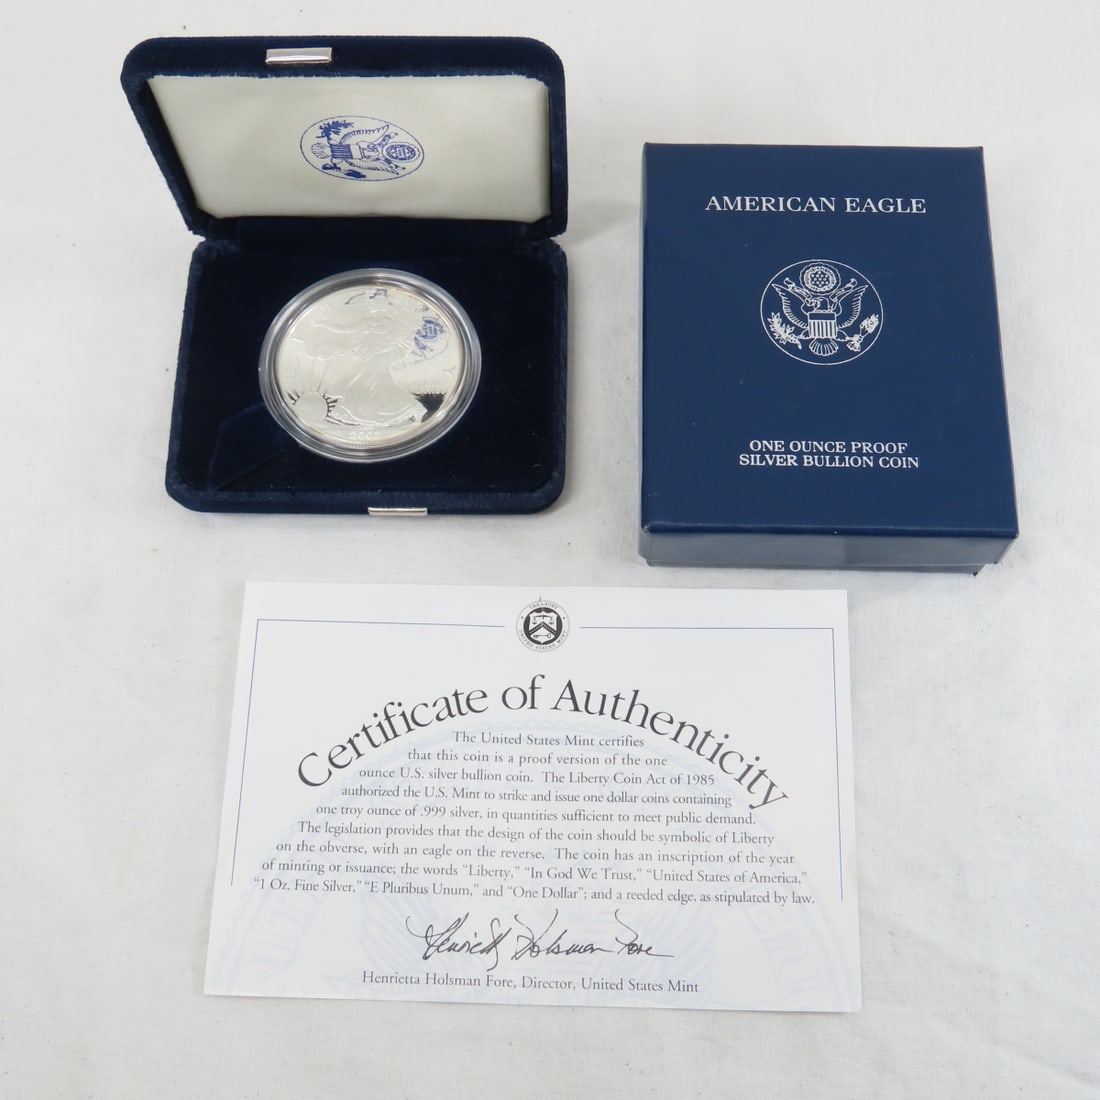 2002
AMERICAN EAGLE
ONE OUNCE PROOF
SILVER BULLION COIN
Certificate of Authenticity
The United States Mint certifies
that this coin is a proof version of the one
ounce U.S. silver bullion coin. The Liberty Coin Act of 1985
authorized the U.S. Mint to strike and issue one dollar coins containing
one troy ounce of .999 silver, in quantities sufficient to meet public demand.
The legislation provides that the design of the coin should be symbolic of Liberty
on the obverse, with an eagle on the reverse. The coin has an inscription of the year
of minting or issuance; the words “Liberty,” “In God We Trust,” “United States of America,”
“1 Oz. Fine Silver,” “E Pluribus Unum,” and “One Dollar”; and a reeded edge, as stipulated by law.
Henrietta Holsman Fore
Henrietta Holsman Fore, Director, United States Mint